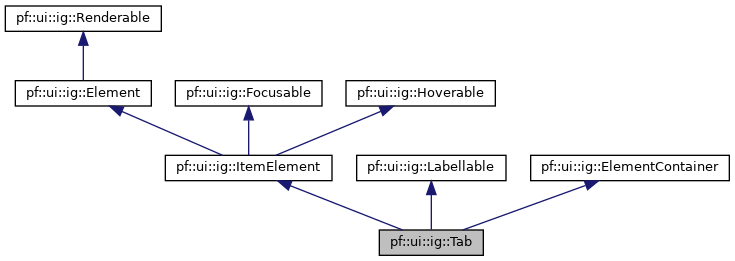 pf::ui::ig::Renderable
pf::ui::ig::Element
pf::ui::ig::Focusable
pf::ui::ig::Hoverable
pf::ui::ig::ItemElement
pf::ui::ig::Labellable
pf::ui::ig::ElementContainer
pf::ui::ig::Tab